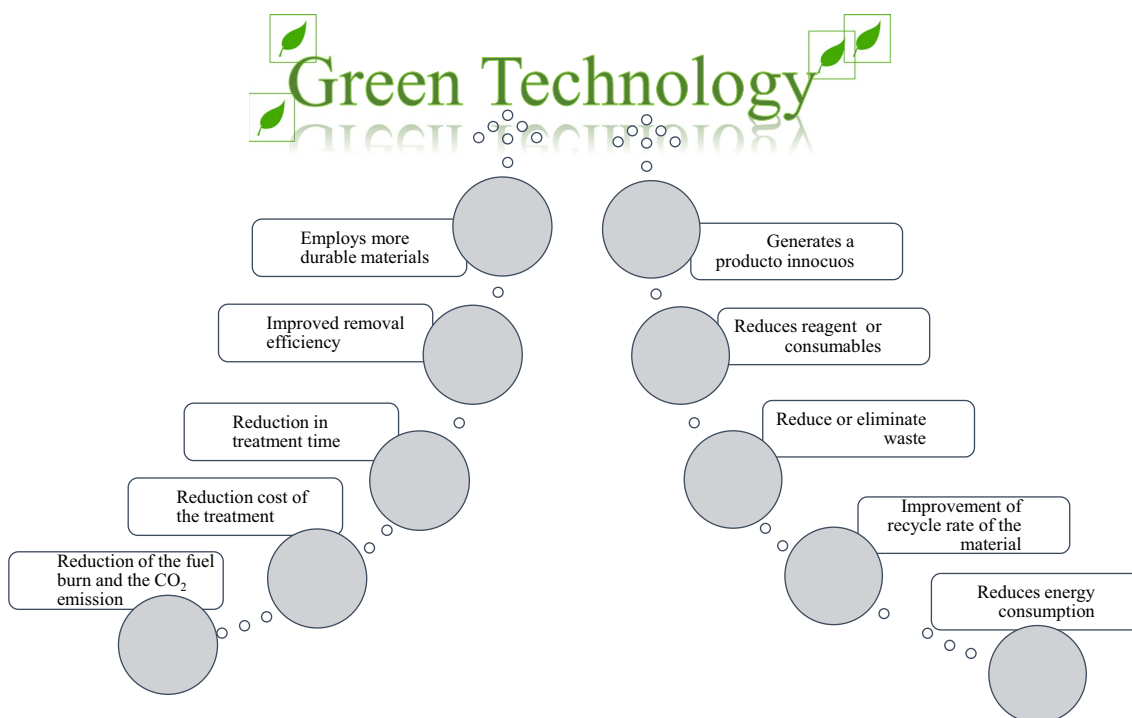 Green Technology
Employs more
durable materials
Improved removal
efficiency
Reduction in
treatment time
Reduction cost of
the treatment
Reduction of the fuel
burn and the CO₂
emission
Generates a
producto innocuos
Reduces reagent or
consumables
Reduce or eliminate
waste
Improvement of
recycle rate of the
material
Reduces energy
consumption